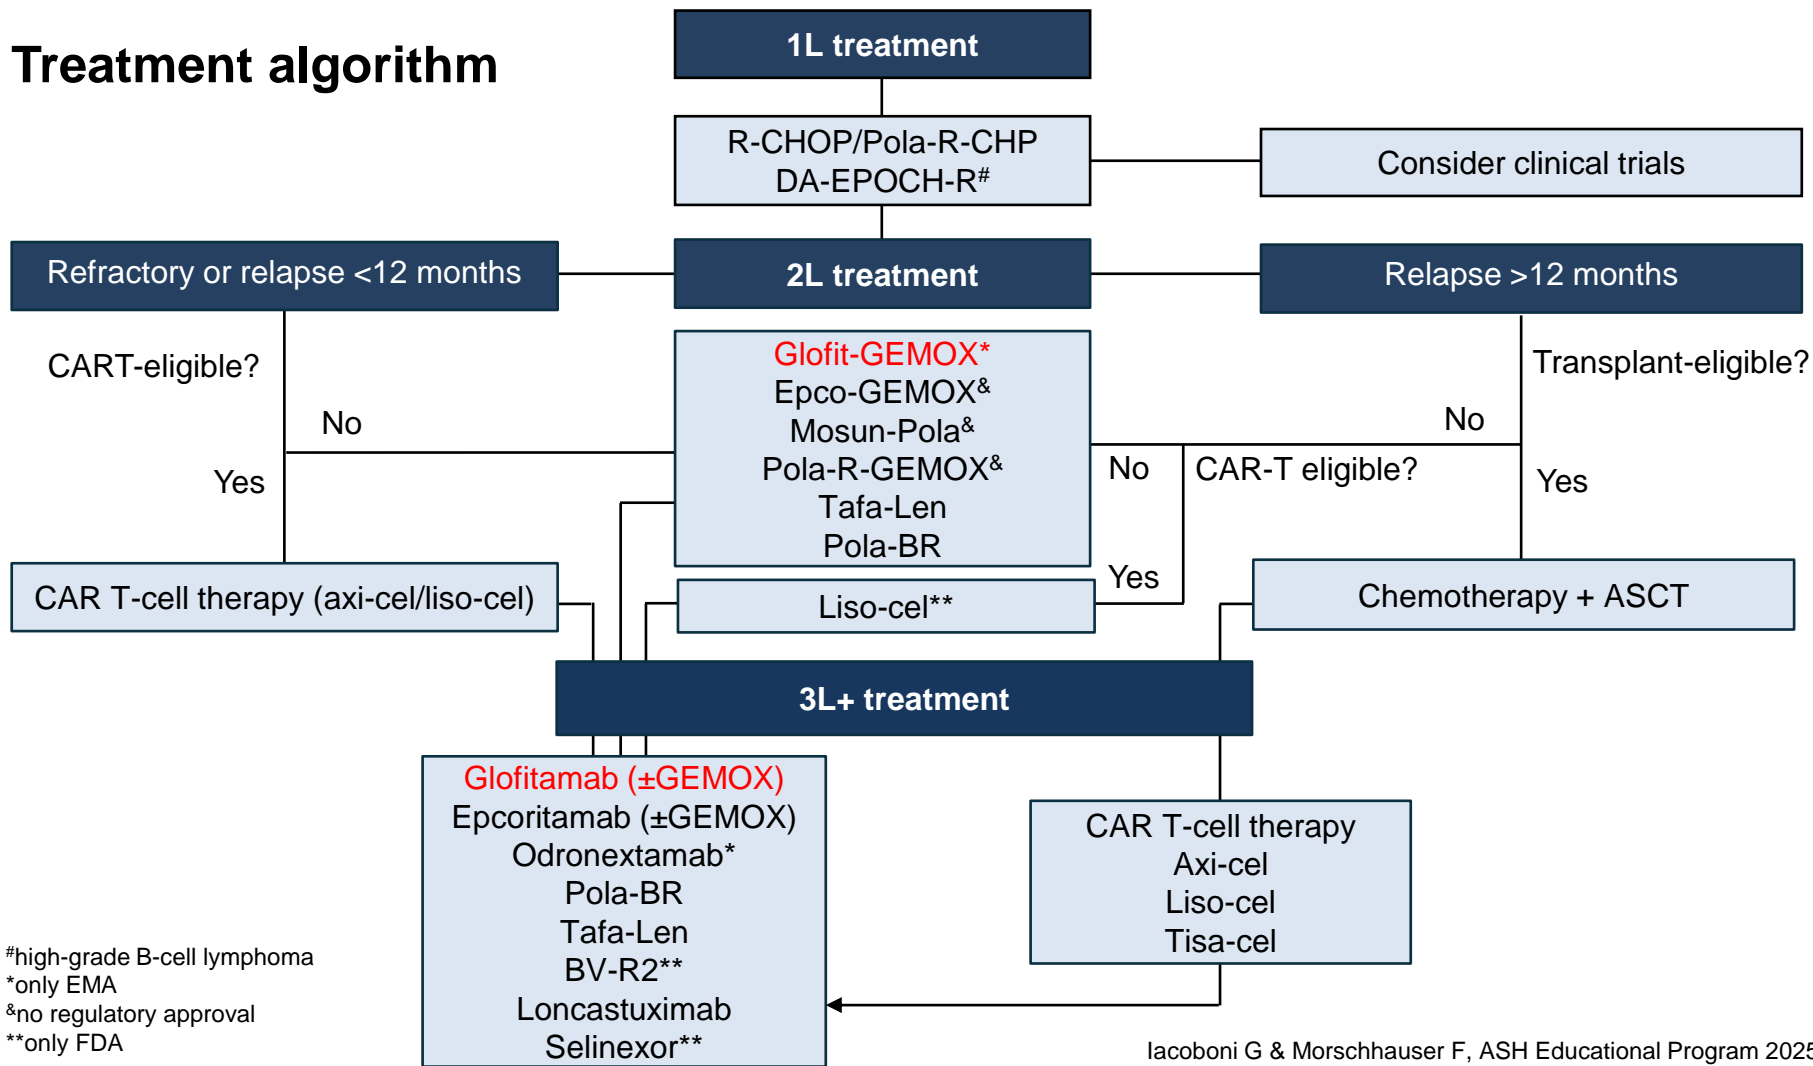 Treatment algorithm
1L treatment
R-CHOP/Pola-R-CHP
DA-EPOCH-R#
Consider clinical trials
Refractory or relapse <12 months
2L treatment
Relapse >12 months
CART-eligible?
No
Yes
Glofit-GEMOX*
Epco-GEMOX&
Mosun-Pola&
Pola-R-GEMOX&
Tafa-Len
Pola-BR
Transplant-eligible?
No
Yes
CAR-T eligible?
No
Yes
CAR T-cell therapy (axi-cel/liso-cel)
Liso-cel**
Chemotherapy + ASCT
3L+ treatment
Glofitamab (±GEMOX)
Epcoritamab (±GEMOX)
Odronextamab*
Pola-BR
Tafa-Len
BV-R2**
Loncastuximab
Selinexor**
CAR T-cell therapy
Axi-cel
Liso-cel
Tisa-cel
#high-grade B-cell lymphoma
*only EMA
&no regulatory approval
**only FDA
Iacoboni G & Morschhauser F, ASH Educational Program 2025